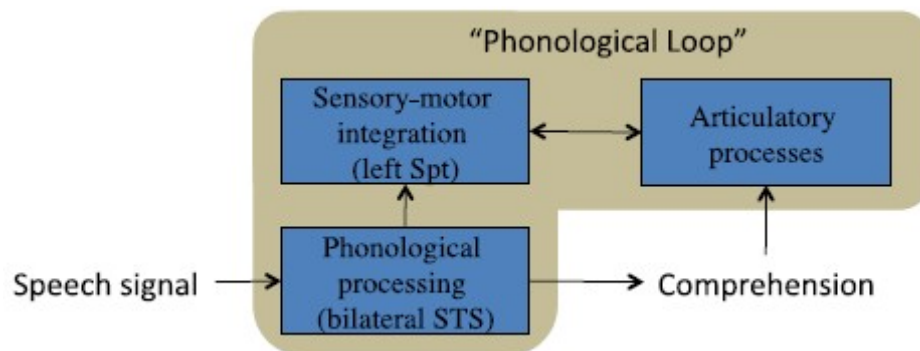 “Phonological Loop”
Sensory-motor
integration
(left Spt)
Articulatory
processes
Phonological
processing
(bilateral STS)
Speech signal
Comprehension